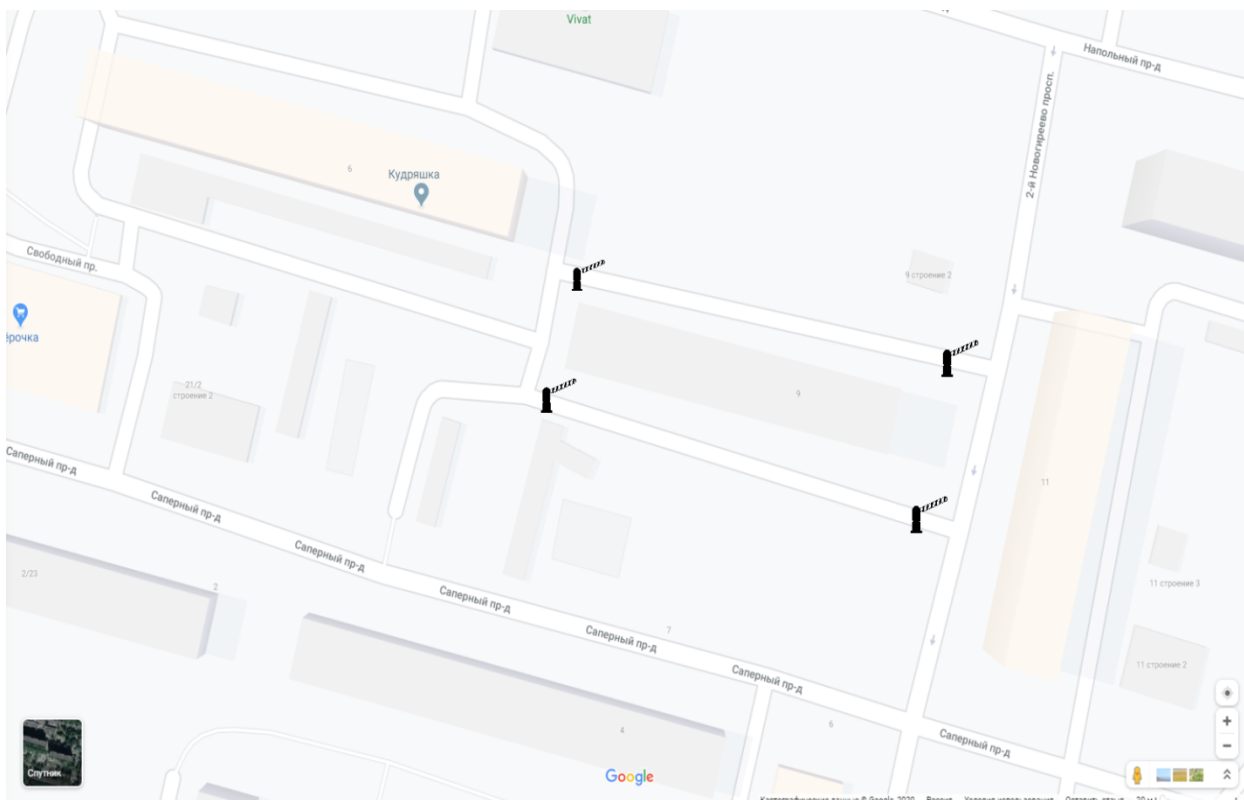 Vivat
Напольный пр-д
2-й Новогиреево просп.
6
Кудряшка
Свободный пр.
9 строение 2
ёрочка
21/2
строение 2
9
Саперный пр-д
11
Саперный пр-д
Саперный пр-д
2/23
2
11 строение 3
Саперный пр-д
Саперный пр-д
7
11 строение 2
Саперный пр-д
6
4
Саперный пр-д
Спутник
Google